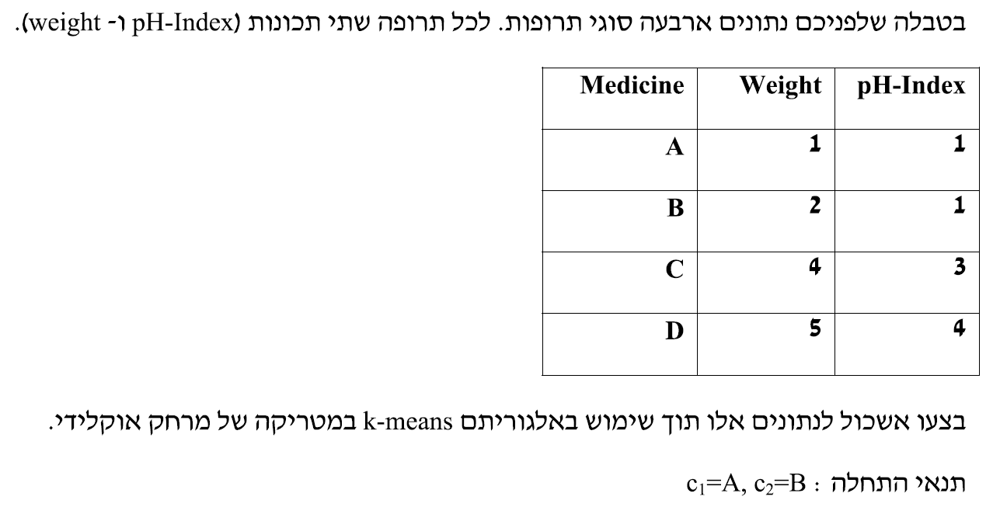 בטבלה שלפניכם נתונים ארבעה סוגי תרופות. לכל תרופה שתי תכונות (pH-Index ו- weight).
Medicine Weight pH-Index
A 1 1
B 2 1
C 4 3
D 5 4
בצעו אשכול לנתונים אלו תוך שימוש באלגוריתם k-means במטריקה של מרחק אוקלידי.
תנאי התחלה : c₁=A, c₂=B